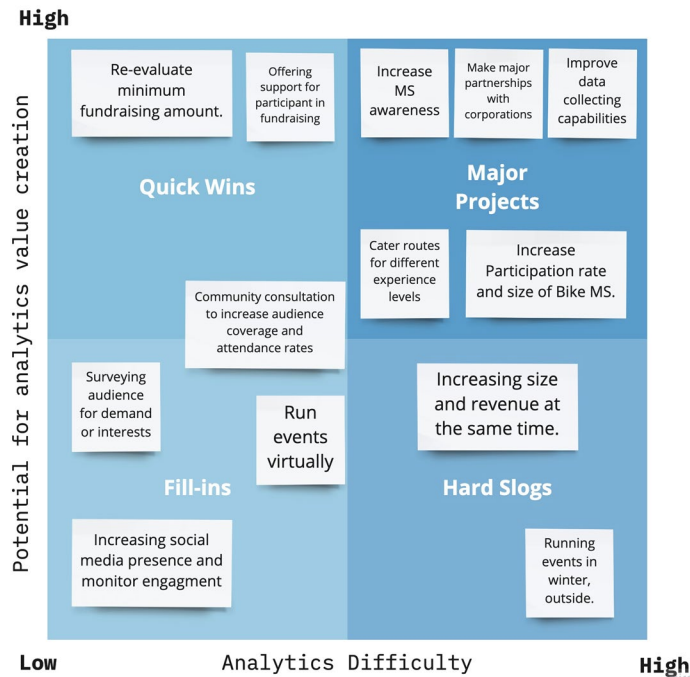 High
Potential for analytics value creation
Re-evaluate
minimum
fundraising amount.
Offering
support for
participant in
fundraising
Quick Wins
Increase
MS
awareness
Make major
partnerships
with
corporations
Improve
data
collecting
capabilities
Major
Projects
Cater routes
for different
experience
levels
Increase
Participation rate
and size of Bike MS.
Community consultation
to increase audience
coverage and
attendance rates
Surveying
audience
for demand
or interests
Run
events
virtually
Fill-ins
Increasing social
media presence and
monitor engagment
Increasing size
and revenue at
the same time.
Hard Slogs
Running
events in
winter,
outside.
Low
Analytics Difficulty
High